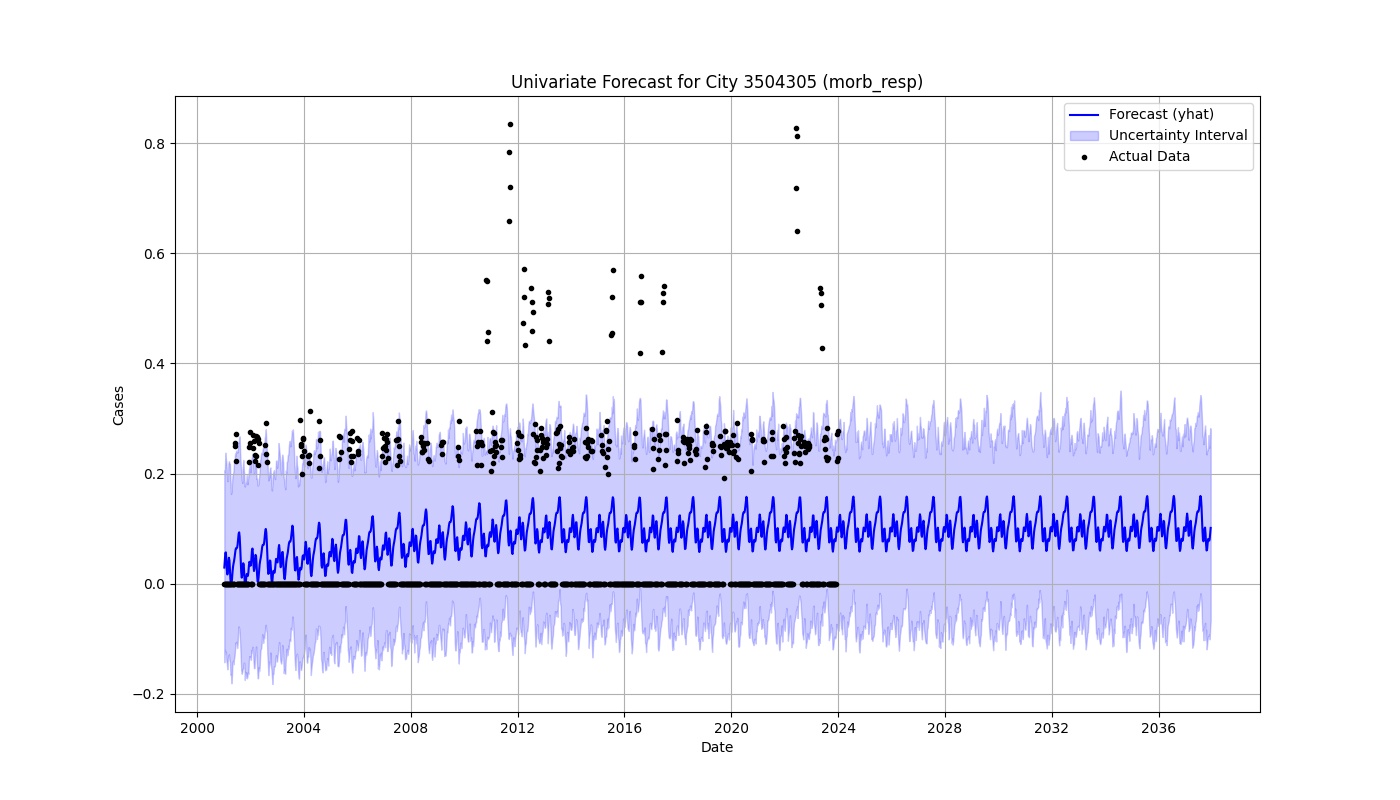 Univariate Forecast for City 3504305 (morb_resp)
Forecast (yhat)
Uncertainty Interval
Actual Data
Cases
0.8
0.6
0.4
0.2
0.0
−0.2
2000 2004 2008 2012 2016 2020 2024 2028 2032 2036
Date